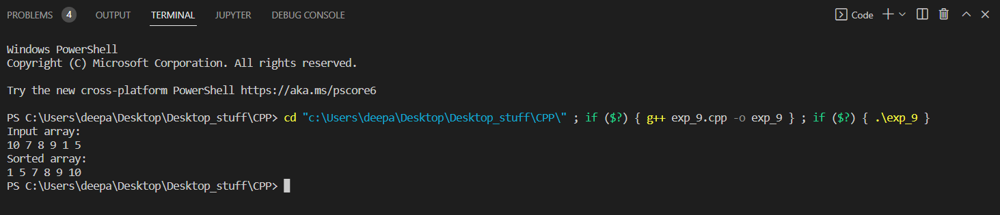 PROBLEMS 4 OUTPUT TERMINAL JUPYTER DEBUG CONSOLE Code
Windows PowerShell
Copyright (C) Microsoft Corporation. All rights reserved.
Try the new cross-platform PowerShell https://aka.ms/pscore6
PS C:\Users\deepa\Desktop\Desktop_stuff\CPP> cd "c:\Users\deepa\Desktop\Desktop_stuff\CPP\" ; if ($?) { g++ exp_9.cpp -o exp_9 } ; if ($?) { .\exp_9 }
Input array:
10 7 8 9 1 5
Sorted array:
1 5 7 8 9 10
PS C:\Users\deepa\Desktop\Desktop_stuff\CPP>